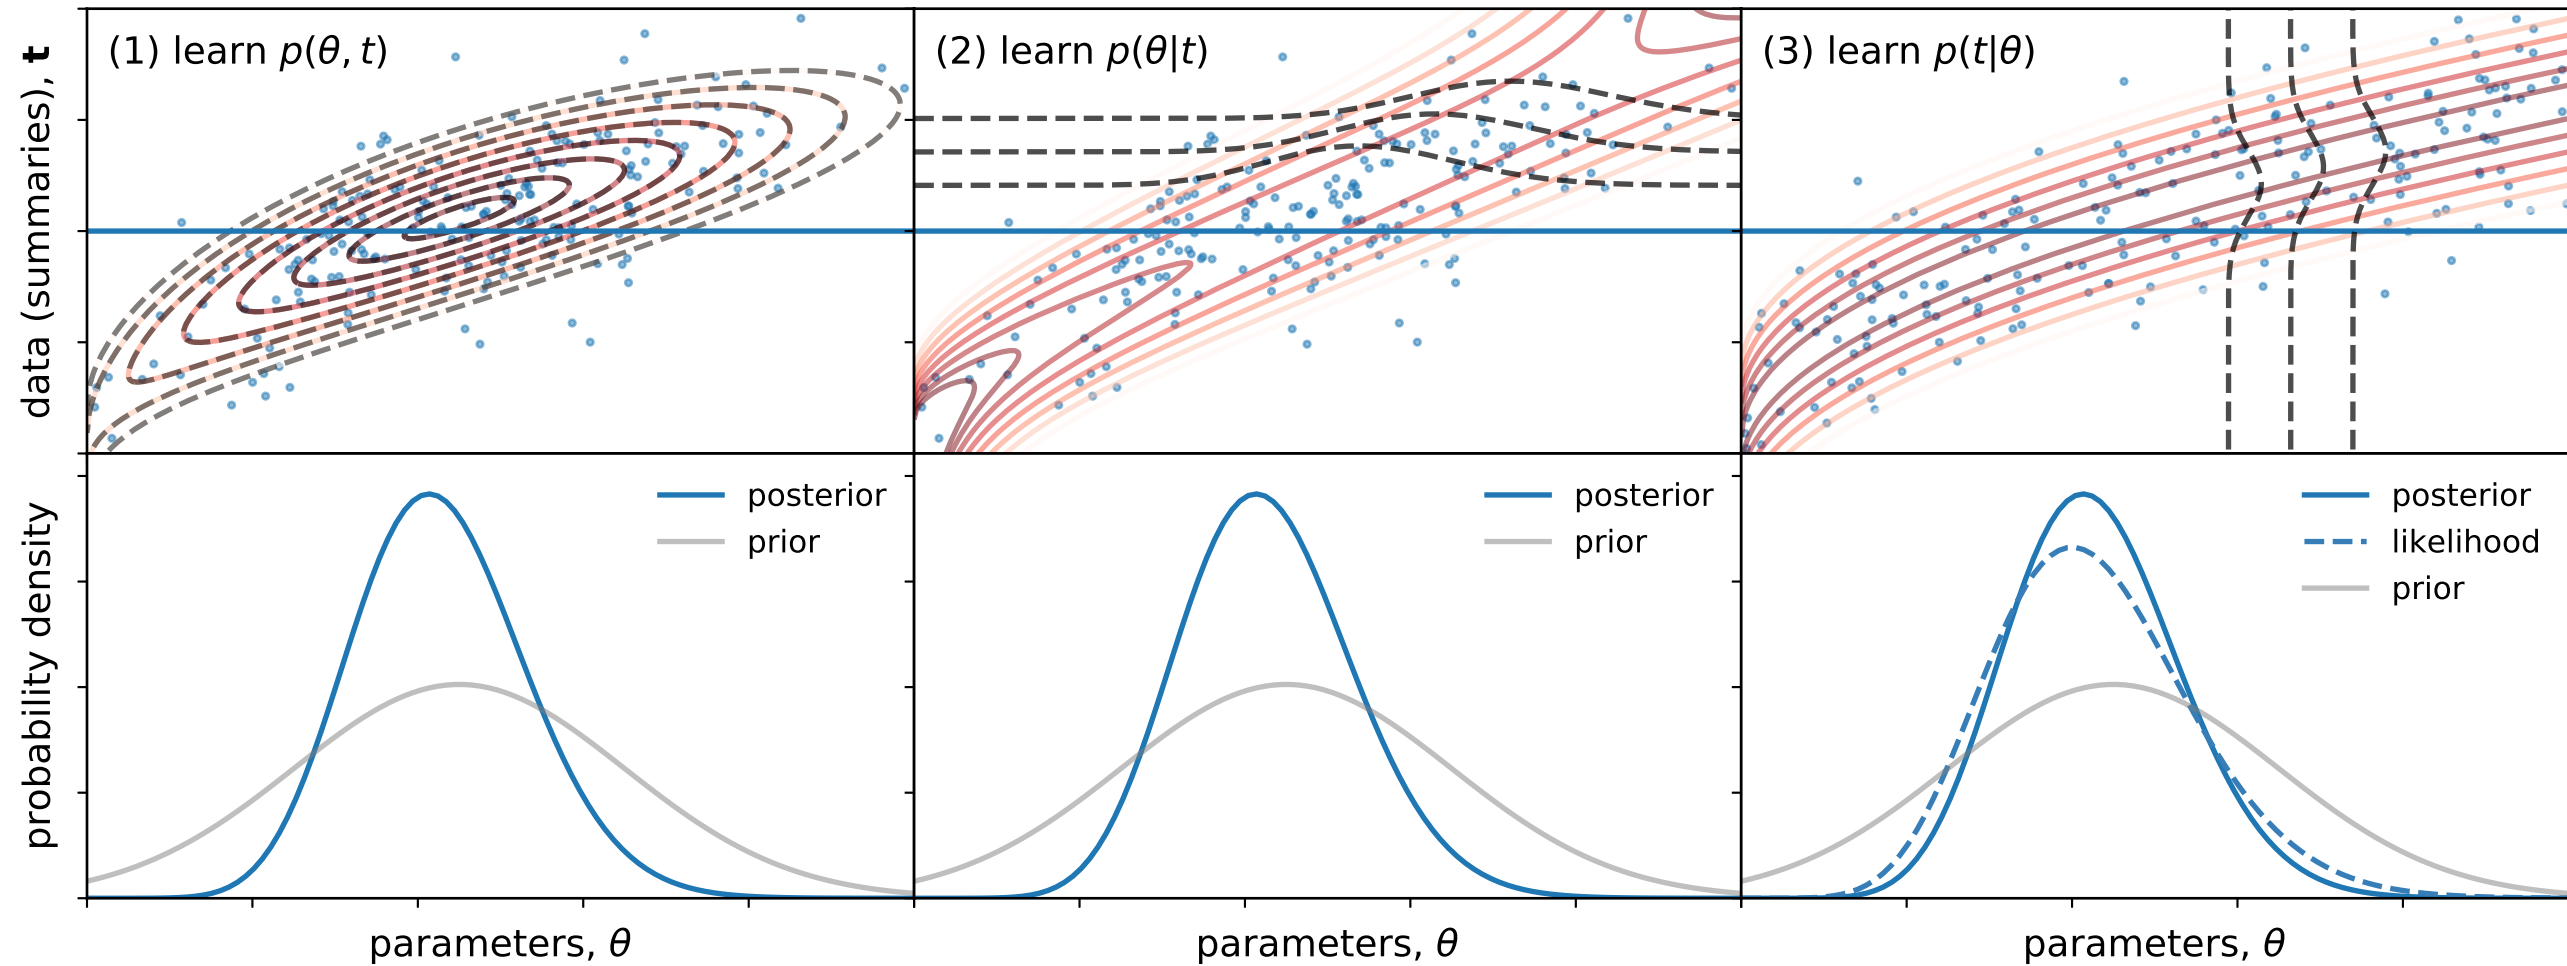 data (summaries), t
(1) learn p(θ, t)
(2) learn p(θ|t)
(3) learn p(t|θ)
probability density
posterior
prior
posterior
prior
posterior
likelihood
prior
parameters, θ
parameters, θ
parameters, θ